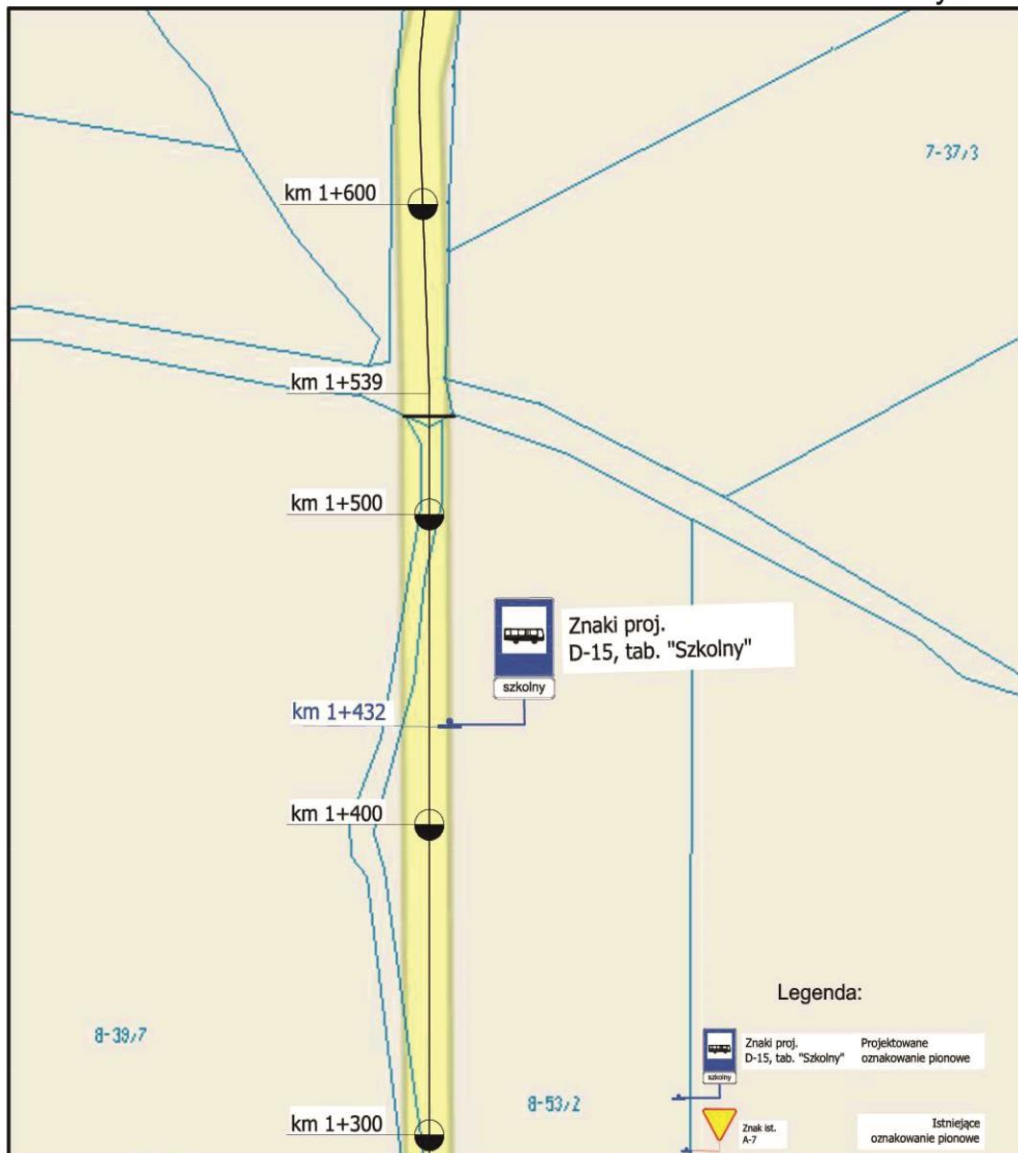 7-37/3
km 1+600
km 1+539
km 1+500
Znaki proj.
D-15, tab. "Szkolny"
szkolny
km 1+432
km 1+400
Legenda:
8-39/7
Znaki proj.
D-15, tab. "Szkolny"
Projektowane
oznakowanie pionowe
szkolny
8-53/2
km 1+300
Znak ist.
A-7
Istniejące
oznakowanie pionowe